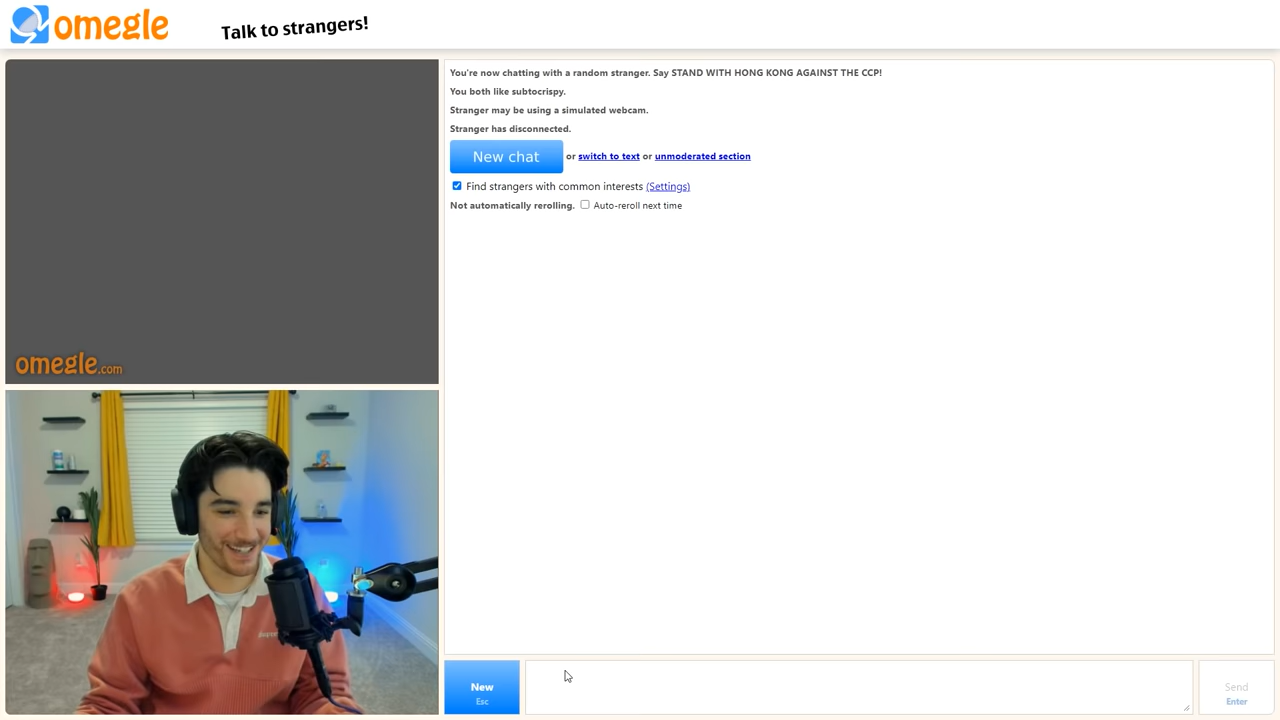 omegle
Talk to strangers!
You're now chatting with a random stranger. Say STAND WITH HONG KONG AGAINST THE CCP!
You both like subtocrispy.
Stranger may be using a simulated webcam.
Stranger has disconnected.
New chat or switch to text or unmoderated section
Find strangers with common interests (Settings)
Not automatically rerolling. Auto-reroll next time
omegle.com
New
Esc
Send
Enter